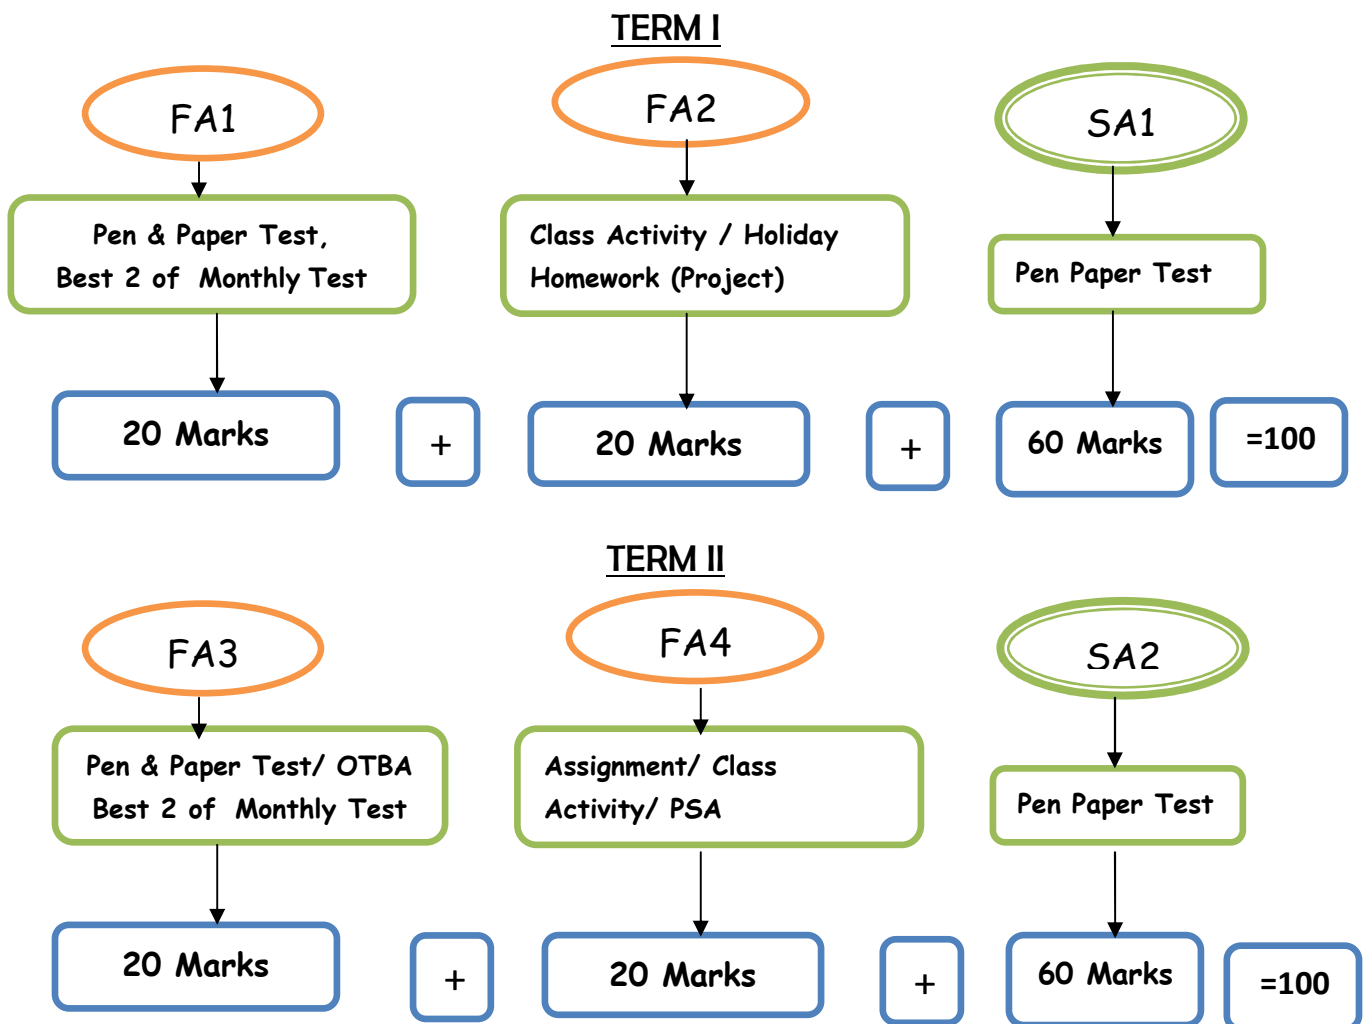 TERM I
FA1
FA2
SA1
Pen & Paper Test,
Best 2 of Monthly Test
Class Activity / Holiday
Homework (Project)
Pen Paper Test
20 Marks
+
20 Marks
+
60 Marks
=100
TERM II
FA3
FA4
SA2
Pen & Paper Test/ OTBA
Best 2 of Monthly Test
Assignment/ Class
Activity/ PSA
Pen Paper Test
20 Marks
+
20 Marks
+
60 Marks
=100